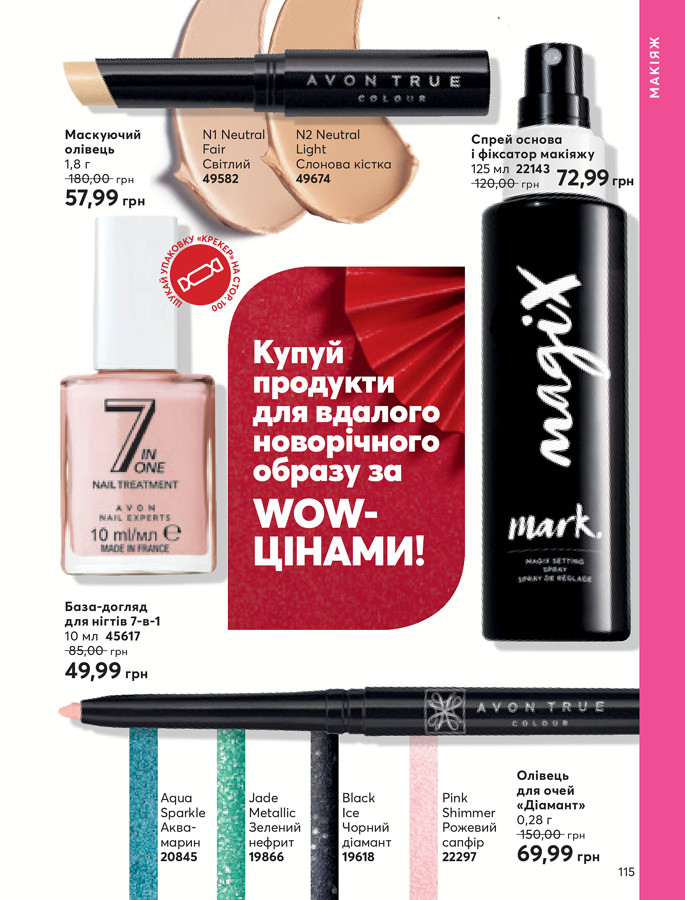 МАКІЯЖ
AVON TRUE
COLOUR
Маскуючий
олівець
1,8 г
180,00 грн
57,99 грн
N1 Neutral
Fair
Світлий
49582
N2 Neutral
Light
Слонова кістка
49674
Спрей основа
і фіксатор макіяжу
125 мл 22143
120,00 грн 72,99 грн
ШУКАЙ УПАКОВКУ «КРЕКЕР» НА СТОР. 100
Купуй
продукти
для вдалого
новорічного
образу за
WOW-
ЦІНАМИ!
7 IN
ONE
NAIL TREATMENT
AVON
NAIL EXPERTS
10 ml/мл e
MADE IN FRANCE
magix
mark.
MAGIX SETTING
SPRAY
SPRAY DE RÉGLAGE
База-догляд
для нігтів 7-в-1
10 мл 45617
85,00 грн
49,99 грн
AVON TRUE
COLOUR
Aqua
Sparkle
Аква-
марин
20845
Jade
Metallic
Зелений
нефрит
19866
Black
Ice
Чорний
діамант
19618
Pink
Shimmer
Рожевий
сапфір
22297
Олівець
для очей
«Діамант»
0,28 г
150,00 грн
69,99 грн
115